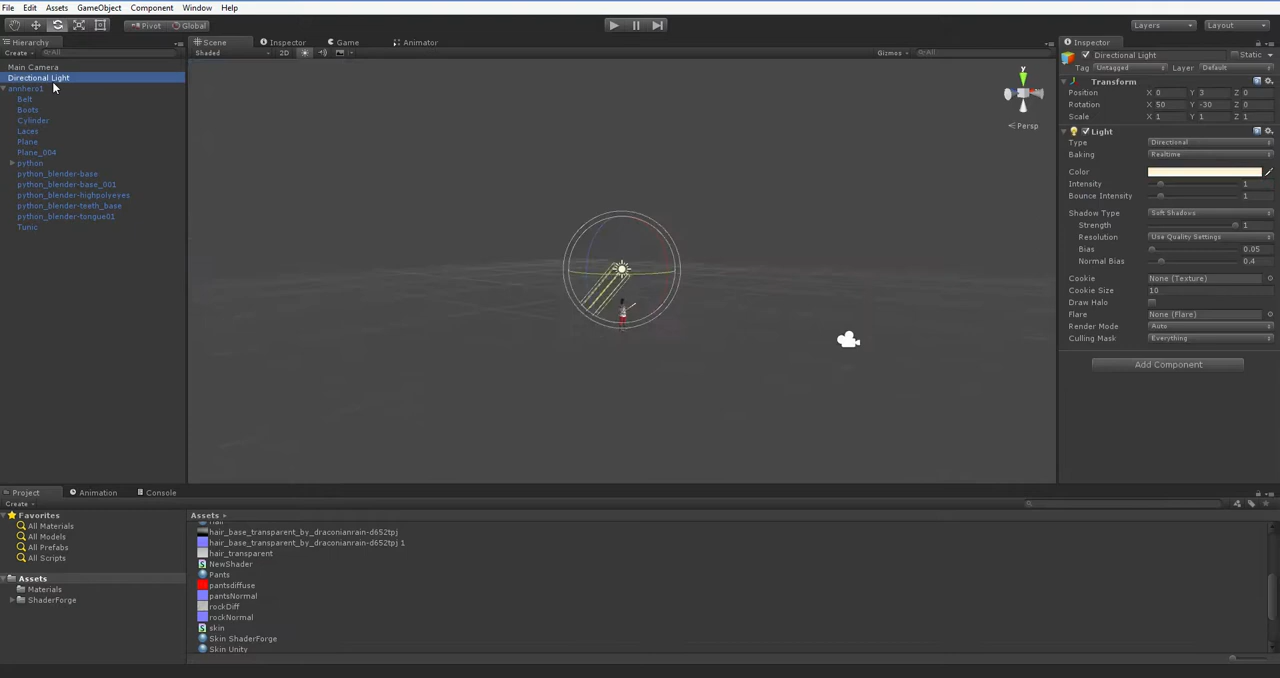 File Edit Assets GameObject Component Window Help
Pivot Global Layers Layout
Hierarchy Scene Inspector Game Animator Inspector
Create All Shaded 2D Gizmos All
Main Camera
Directional Light
annhero1
Belt
Boots
Cylinder
Laces
Plane
Plane_004
python
python_blender-base
python_blender-base_001
python_blender-highpolyeyes
python_blender-teeth_base
python_blender-tongue01
Tunic
y
Persp
Directional Light Static
Tag Untagged Layer Default
Transform
Position X 0 Y 3 Z 0
Rotation X 50 Y -30 Z 0
Scale X 1 Y 1 Z 1
Light
Type Directional
Baking Realtime
Color
Intensity 1
Bounce Intensity 1
Shadow Type Soft Shadows
Strength 1
Resolution Use Quality Settings
Bias 0.05
Normal Bias 0.4
Cookie None (Texture)
Cookie Size 10
Draw Halo
Flare None (Flare)
Render Mode Auto
Culling Mask Everything
Add Component
Project Animation Console
Create
Favorites
All Materials
All Models
All Prefabs
All Scripts
Assets
Materials
ShaderForge
Assets
hair_base_transparent_by_draconianrain-d652tpj
hair_base_transparent_by_draconianrain-d652tpj 1
hair_transparent
NewShader
Pants
pantsdiffuse
pantsNormal
rockDiff
rockNormal
skin
Skin ShaderForge
Skin Unity